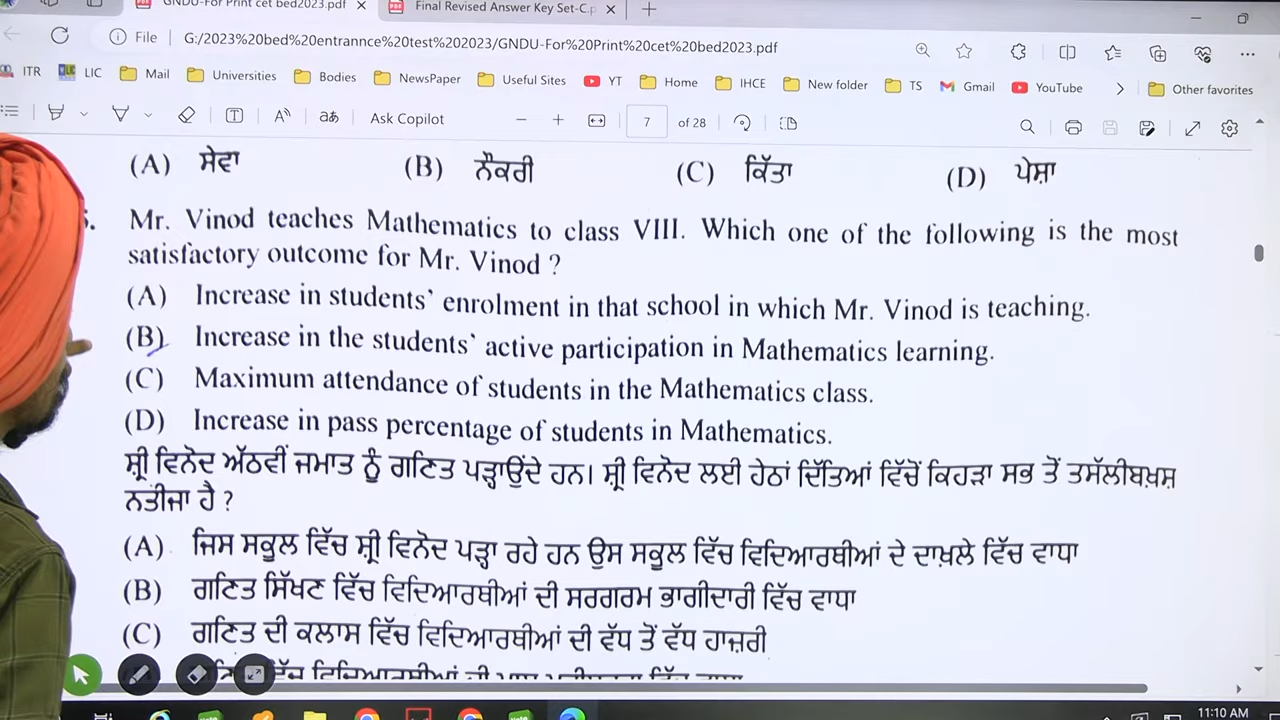 GNDU-For Print cet bed2023.pdf
Final Revised Answer Key Set-C.p
File G:/2023%20bed%20entrannce%20test%202023/GNDU-For%20Print%20cet%20bed2023.pdf
ITR LIC Mail Universities Bodies NewsPaper Useful Sites YT Home IHCE New folder TS Gmail YouTube Other favorites
Ask Copilot 7 of 28
(A) ਸੇਵਾ (B) ਨੌਕਰੀ (C) ਕਿੱਤਾ (D) ਪੇਸ਼ਾ
Mr. Vinod teaches Mathematics to class VIII. Which one of the following is the most
satisfactory outcome for Mr. Vinod ?
(A) Increase in students' enrolment in that school in which Mr. Vinod is teaching.
(B) Increase in the students' active participation in Mathematics learning.
(C) Maximum attendance of students in the Mathematics class.
(D) Increase in pass percentage of students in Mathematics.
ਸ਼੍ਰੀ ਵਿਨੋਦ ਅੱਠਵੀਂ ਜਮਾਤ ਨੂੰ ਗਣਿਤ ਪੜ੍ਹਾਉਂਦੇ ਹਨ। ਸ਼੍ਰੀ ਵਿਨੋਦ ਲਈ ਹੇਠਾਂ ਦਿੱਤਿਆਂ ਵਿੱਚੋਂ ਕਿਹੜਾ ਸਭ ਤੋਂ ਤਸੱਲੀਬਖ਼ਸ਼
ਨਤੀਜਾ ਹੈ ?
(A) ਜਿਸ ਸਕੂਲ ਵਿੱਚ ਸ਼੍ਰੀ ਵਿਨੋਦ ਪੜ੍ਹਾ ਰਹੇ ਹਨ ਉਸ ਸਕੂਲ ਵਿੱਚ ਵਿਦਿਆਰਥੀਆਂ ਦੇ ਦਾਖ਼ਲੇ ਵਿੱਚ ਵਾਧਾ
(B) ਗਣਿਤ ਸਿੱਖਣ ਵਿੱਚ ਵਿਦਿਆਰਥੀਆਂ ਦੀ ਸਰਗਰਮ ਭਾਗੀਦਾਰੀ ਵਿੱਚ ਵਾਧਾ
(C) ਗਣਿਤ ਦੀ ਕਲਾਸ ਵਿੱਚ ਵਿਦਿਆਰਥੀਆਂ ਦੀ ਵੱਧ ਤੋਂ ਵੱਧ ਹਾਜ਼ਰੀ
11:10 AM